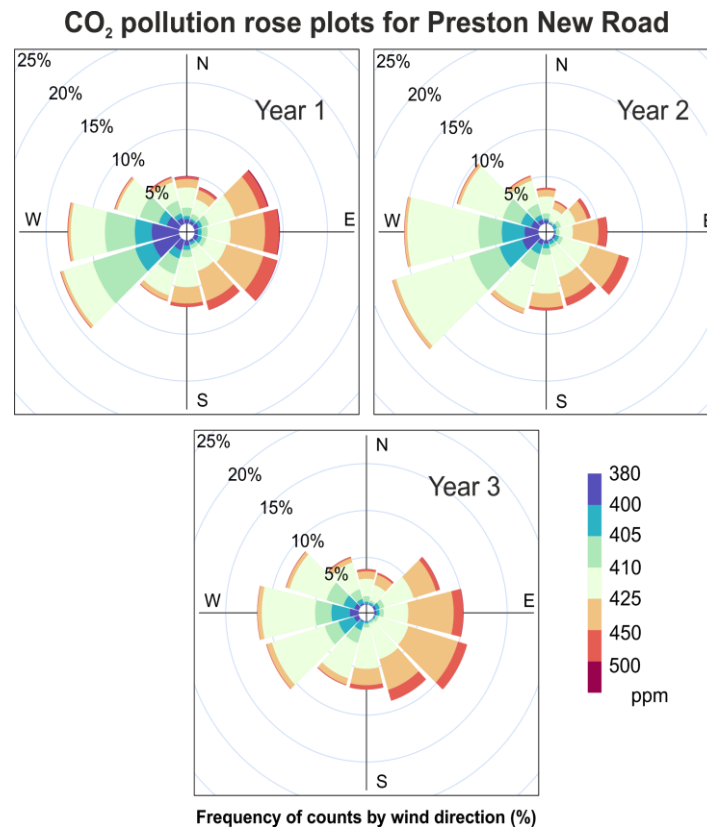 CO₂ pollution rose plots for Preston New Road
25%
20%
15%
10%
5%
N
W
E
S
Year 1
25%
20%
15%
10%
5%
N
W
E
S
Year 2
25%
20%
15%
10%
5%
N
W
E
S
Year 3
380
400
405
410
425
450
500
ppm
Frequency of counts by wind direction (%)